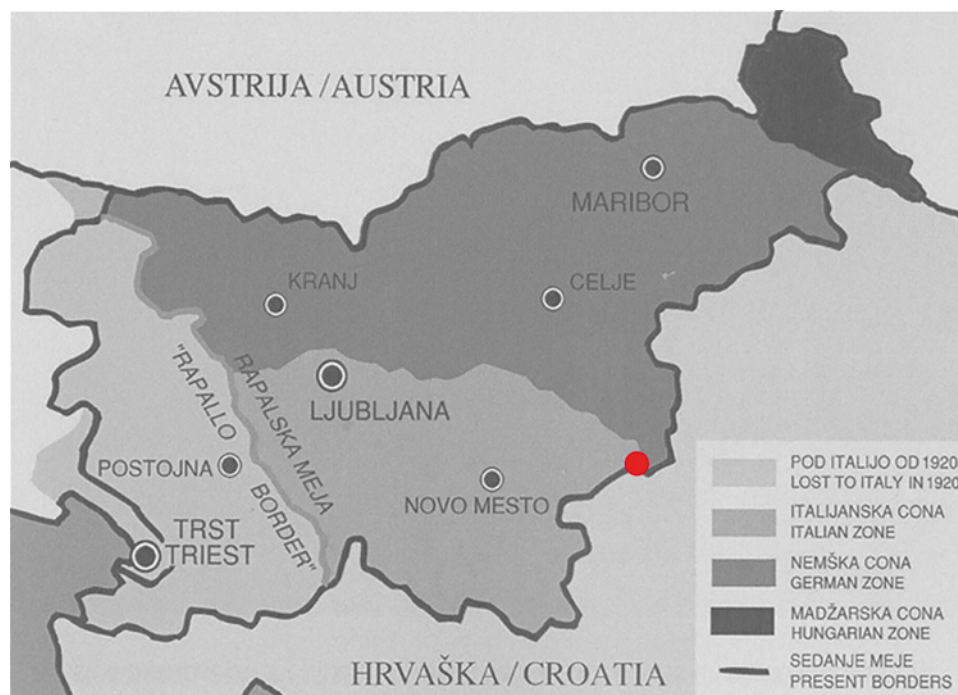 AVSTRIJA / AUSTRIA
MARIBOR
KRANJ
CELJE
"RAPALLO BORDER"
RAPALSKA MEJA
LJUBLJANA
POSTOJNA
NOVO MESTO
TRST
TRIEST
HRVAŠKA / CROATIA
POD ITALIJO OD 1920
LOST TO ITALY IN 1920
ITALIJANSKA CONA
ITALIAN ZONE
NEMŠKA CONA
GERMAN ZONE
MADŽARSKA CONA
HUNGARIAN ZONE
SEDANJE MEJE
PRESENT BORDERS